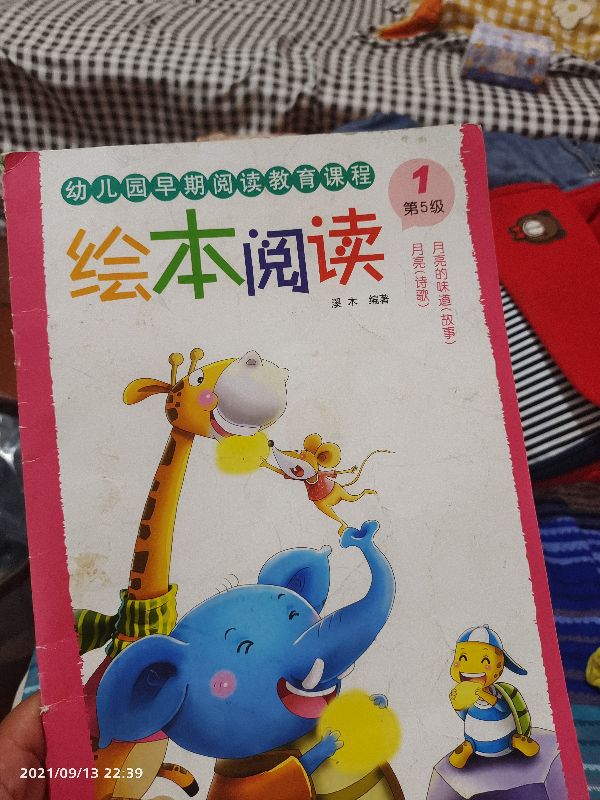 幼儿园早期阅读教育课程
1
第5级
绘本阅读
溪木 编著
月亮的味道(故事)
月亮(诗歌)
2021/09/13 22:39